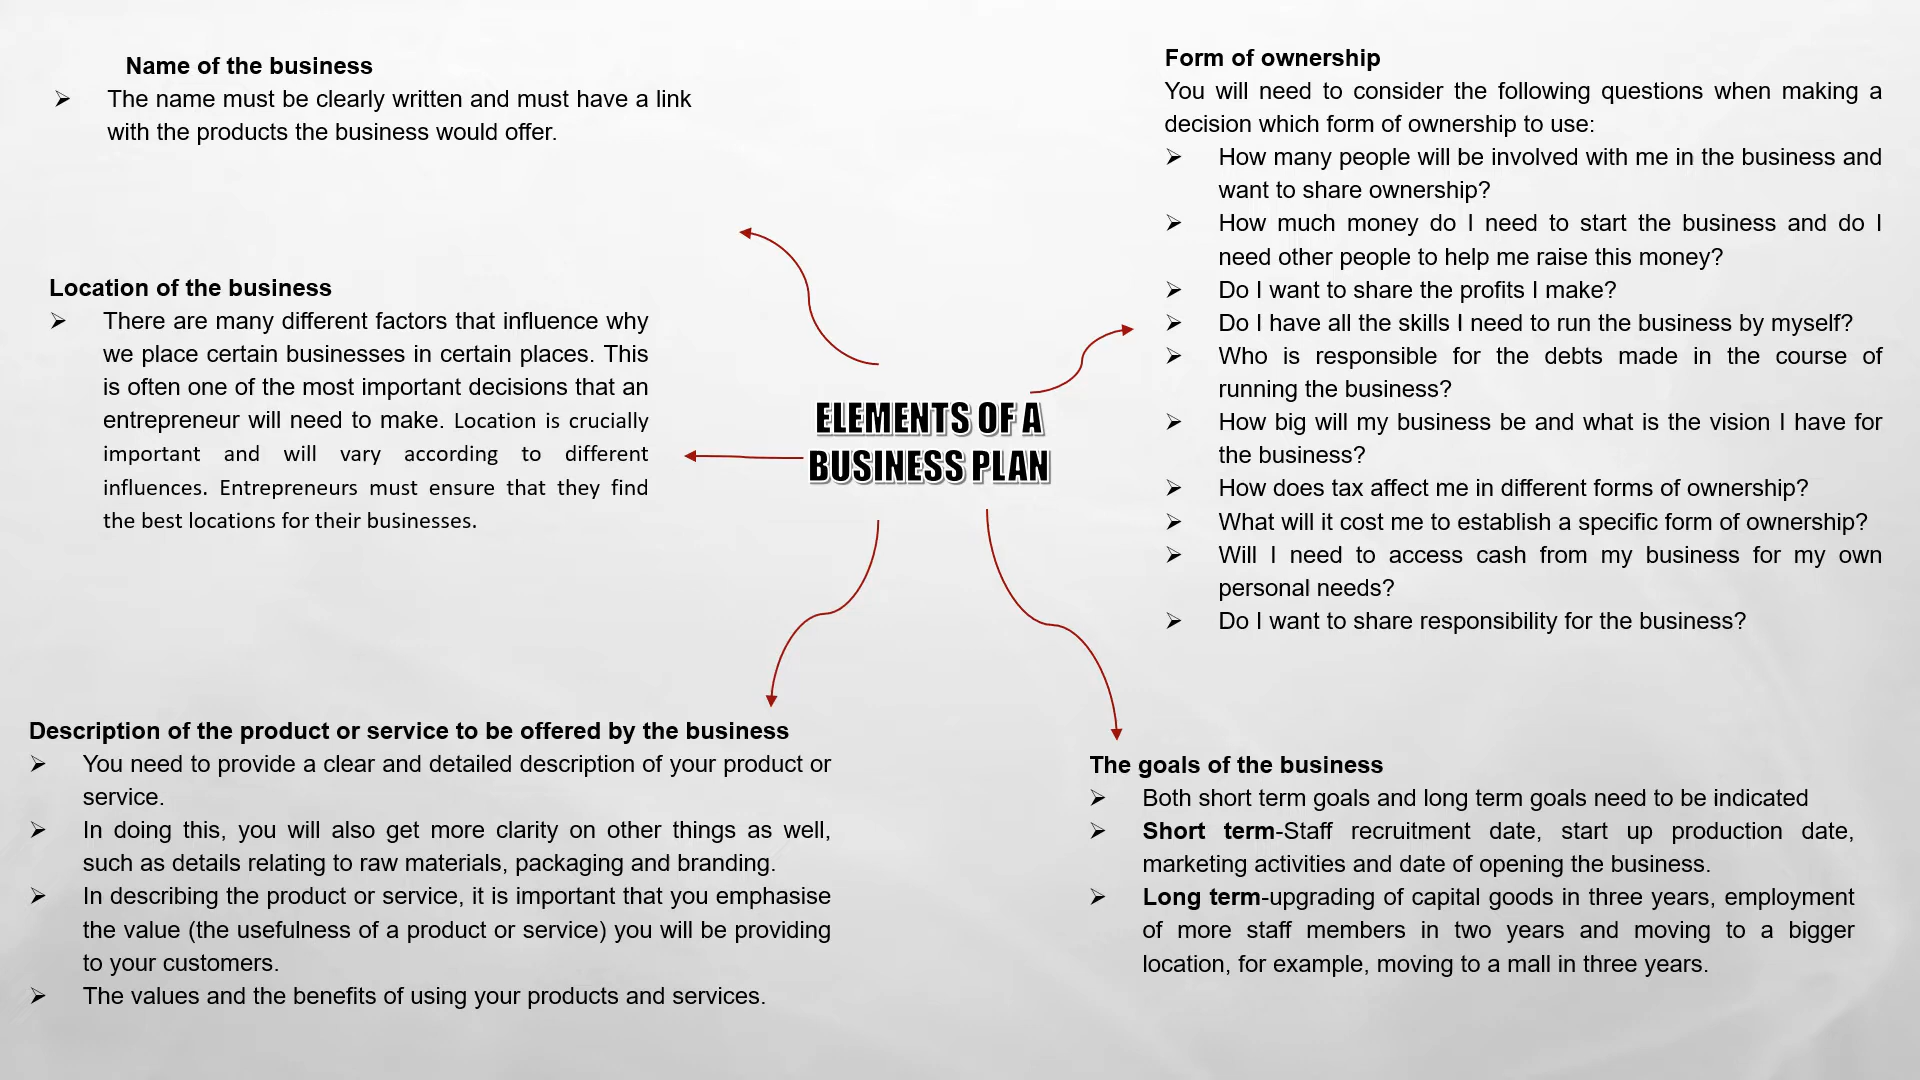 Name of the business
➢ The name must be clearly written and must have a link
with the products the business would offer.
Location of the business
➢ There are many different factors that influence why
we place certain businesses in certain places. This
is often one of the most important decisions that an
entrepreneur will need to make. Location is crucially
important and will vary according to different
influences. Entrepreneurs must ensure that they find
the best locations for their businesses.
ELEMENTS OF A
BUSINESS PLAN
Form of ownership
You will need to consider the following questions when making a
decision which form of ownership to use:
➢ How many people will be involved with me in the business and
want to share ownership?
➢ How much money do I need to start the business and do I
need other people to help me raise this money?
➢ Do I want to share the profits I make?
➢ Do I have all the skills I need to run the business by myself?
➢ Who is responsible for the debts made in the course of
running the business?
➢ How big will my business be and what is the vision I have for
the business?
➢ How does tax affect me in different forms of ownership?
➢ What will it cost me to establish a specific form of ownership?
➢ Will I need to access cash from my business for my own
personal needs?
➢ Do I want to share responsibility for the business?
Description of the product or service to be offered by the business
➢ You need to provide a clear and detailed description of your product or
service.
➢ In doing this, you will also get more clarity on other things as well,
such as details relating to raw materials, packaging and branding.
➢ In describing the product or service, it is important that you emphasise
the value (the usefulness of a product or service) you will be providing
to your customers.
➢ The values and the benefits of using your products and services.
The goals of the business
➢ Both short term goals and long term goals need to be indicated
➢ Short term-Staff recruitment date, start up production date,
marketing activities and date of opening the business.
➢ Long term-upgrading of capital goods in three years, employment
of more staff members in two years and moving to a bigger
location, for example, moving to a mall in three years.